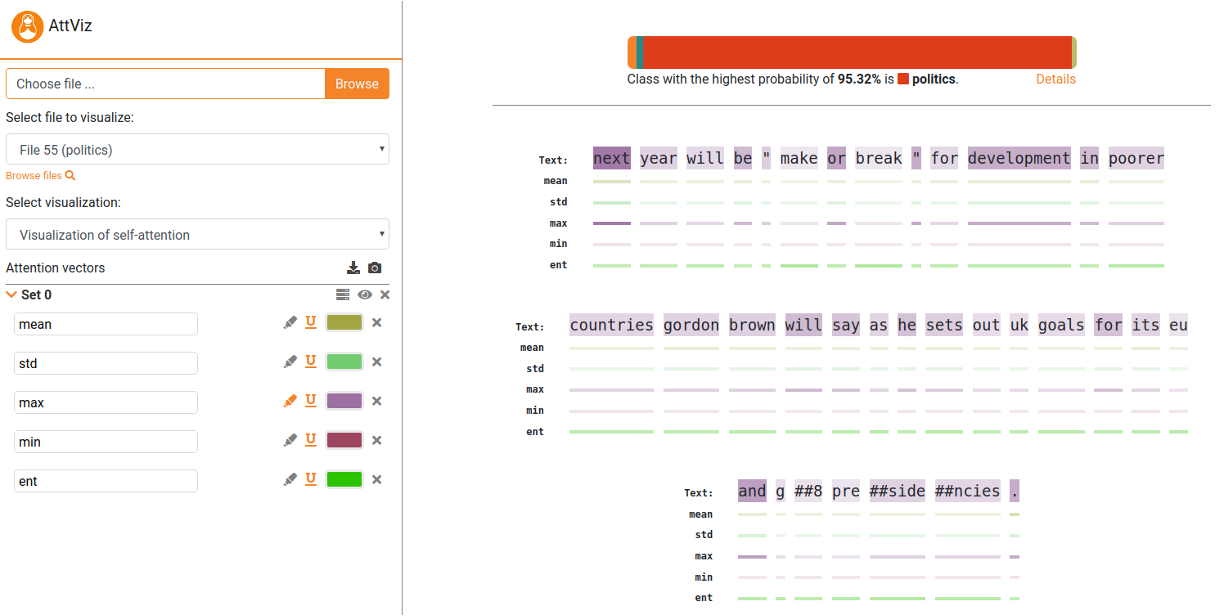 AttViz
Choose file ...
Browse
Select file to visualize:
File 55 (politics)
Browse files
Select visualization:
Visualization of self-attention
Attention vectors
Set 0
mean
U
std
U
max
U
min
U
ent
U
Class with the highest probability of 95.32% is politics.
Details
Text: next year will be " make or break " for development in poorer
mean
std
max
min
ent
Text: countries gordon brown will say as he sets out uk goals for its eu
mean
std
max
min
ent
Text: and g ##8 pre ##side ##ncies .
mean
std
max
min
ent